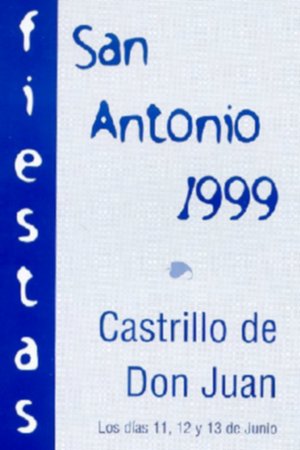 fiestas
San
Antonio
1999
Castrillo de
Don Juan
Los días 11, 12 y 13 de Junio